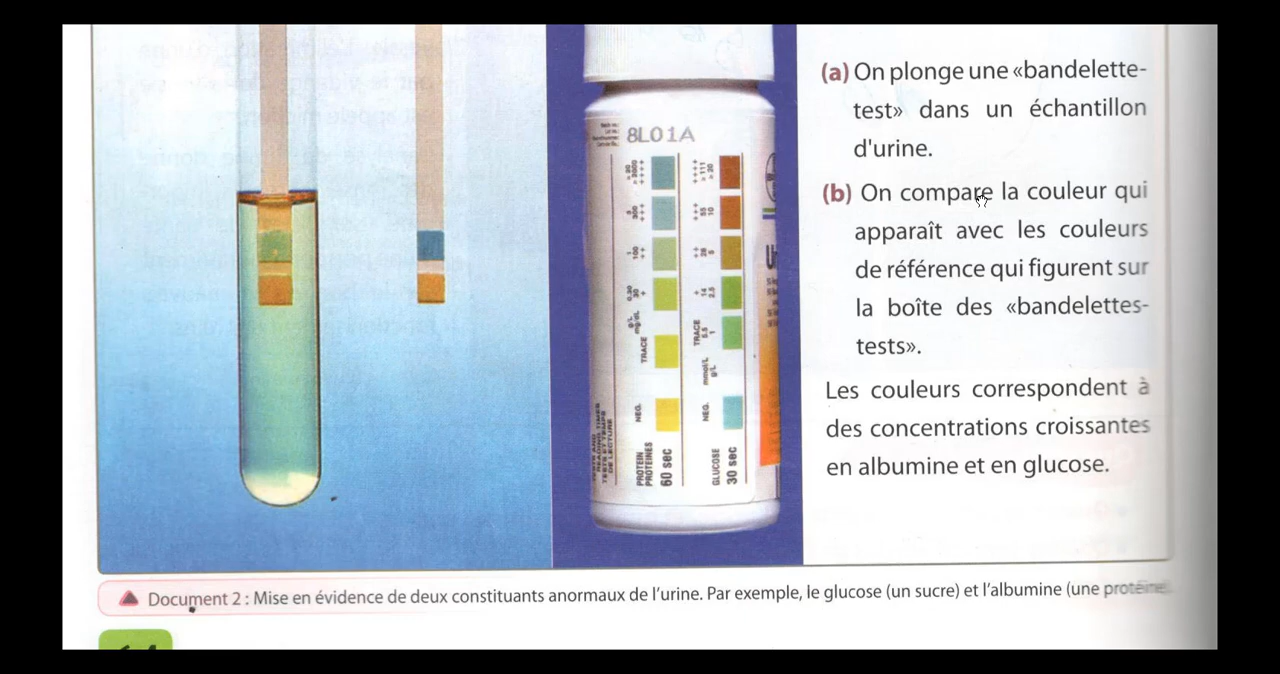 (a) On plonge une «bandelette-
test» dans un échantillon
d'urine.
(b) On compare la couleur qui
apparaît avec les couleurs
de référence qui figurent sur
la boîte des «bandelettes-
tests».
Les couleurs correspondent à
des concentrations croissantes
en albumine et en glucose.
8L01A
PROTEIN
PROTEINES
60 sec
NEG.
TRACE
GLUCOSE
30 sec
NEG.
TRACE
mmol/L
g/L
Document 2 : Mise en évidence de deux constituants anormaux de l'urine. Par exemple, le glucose (un sucre) et l'albumine (une protéine).